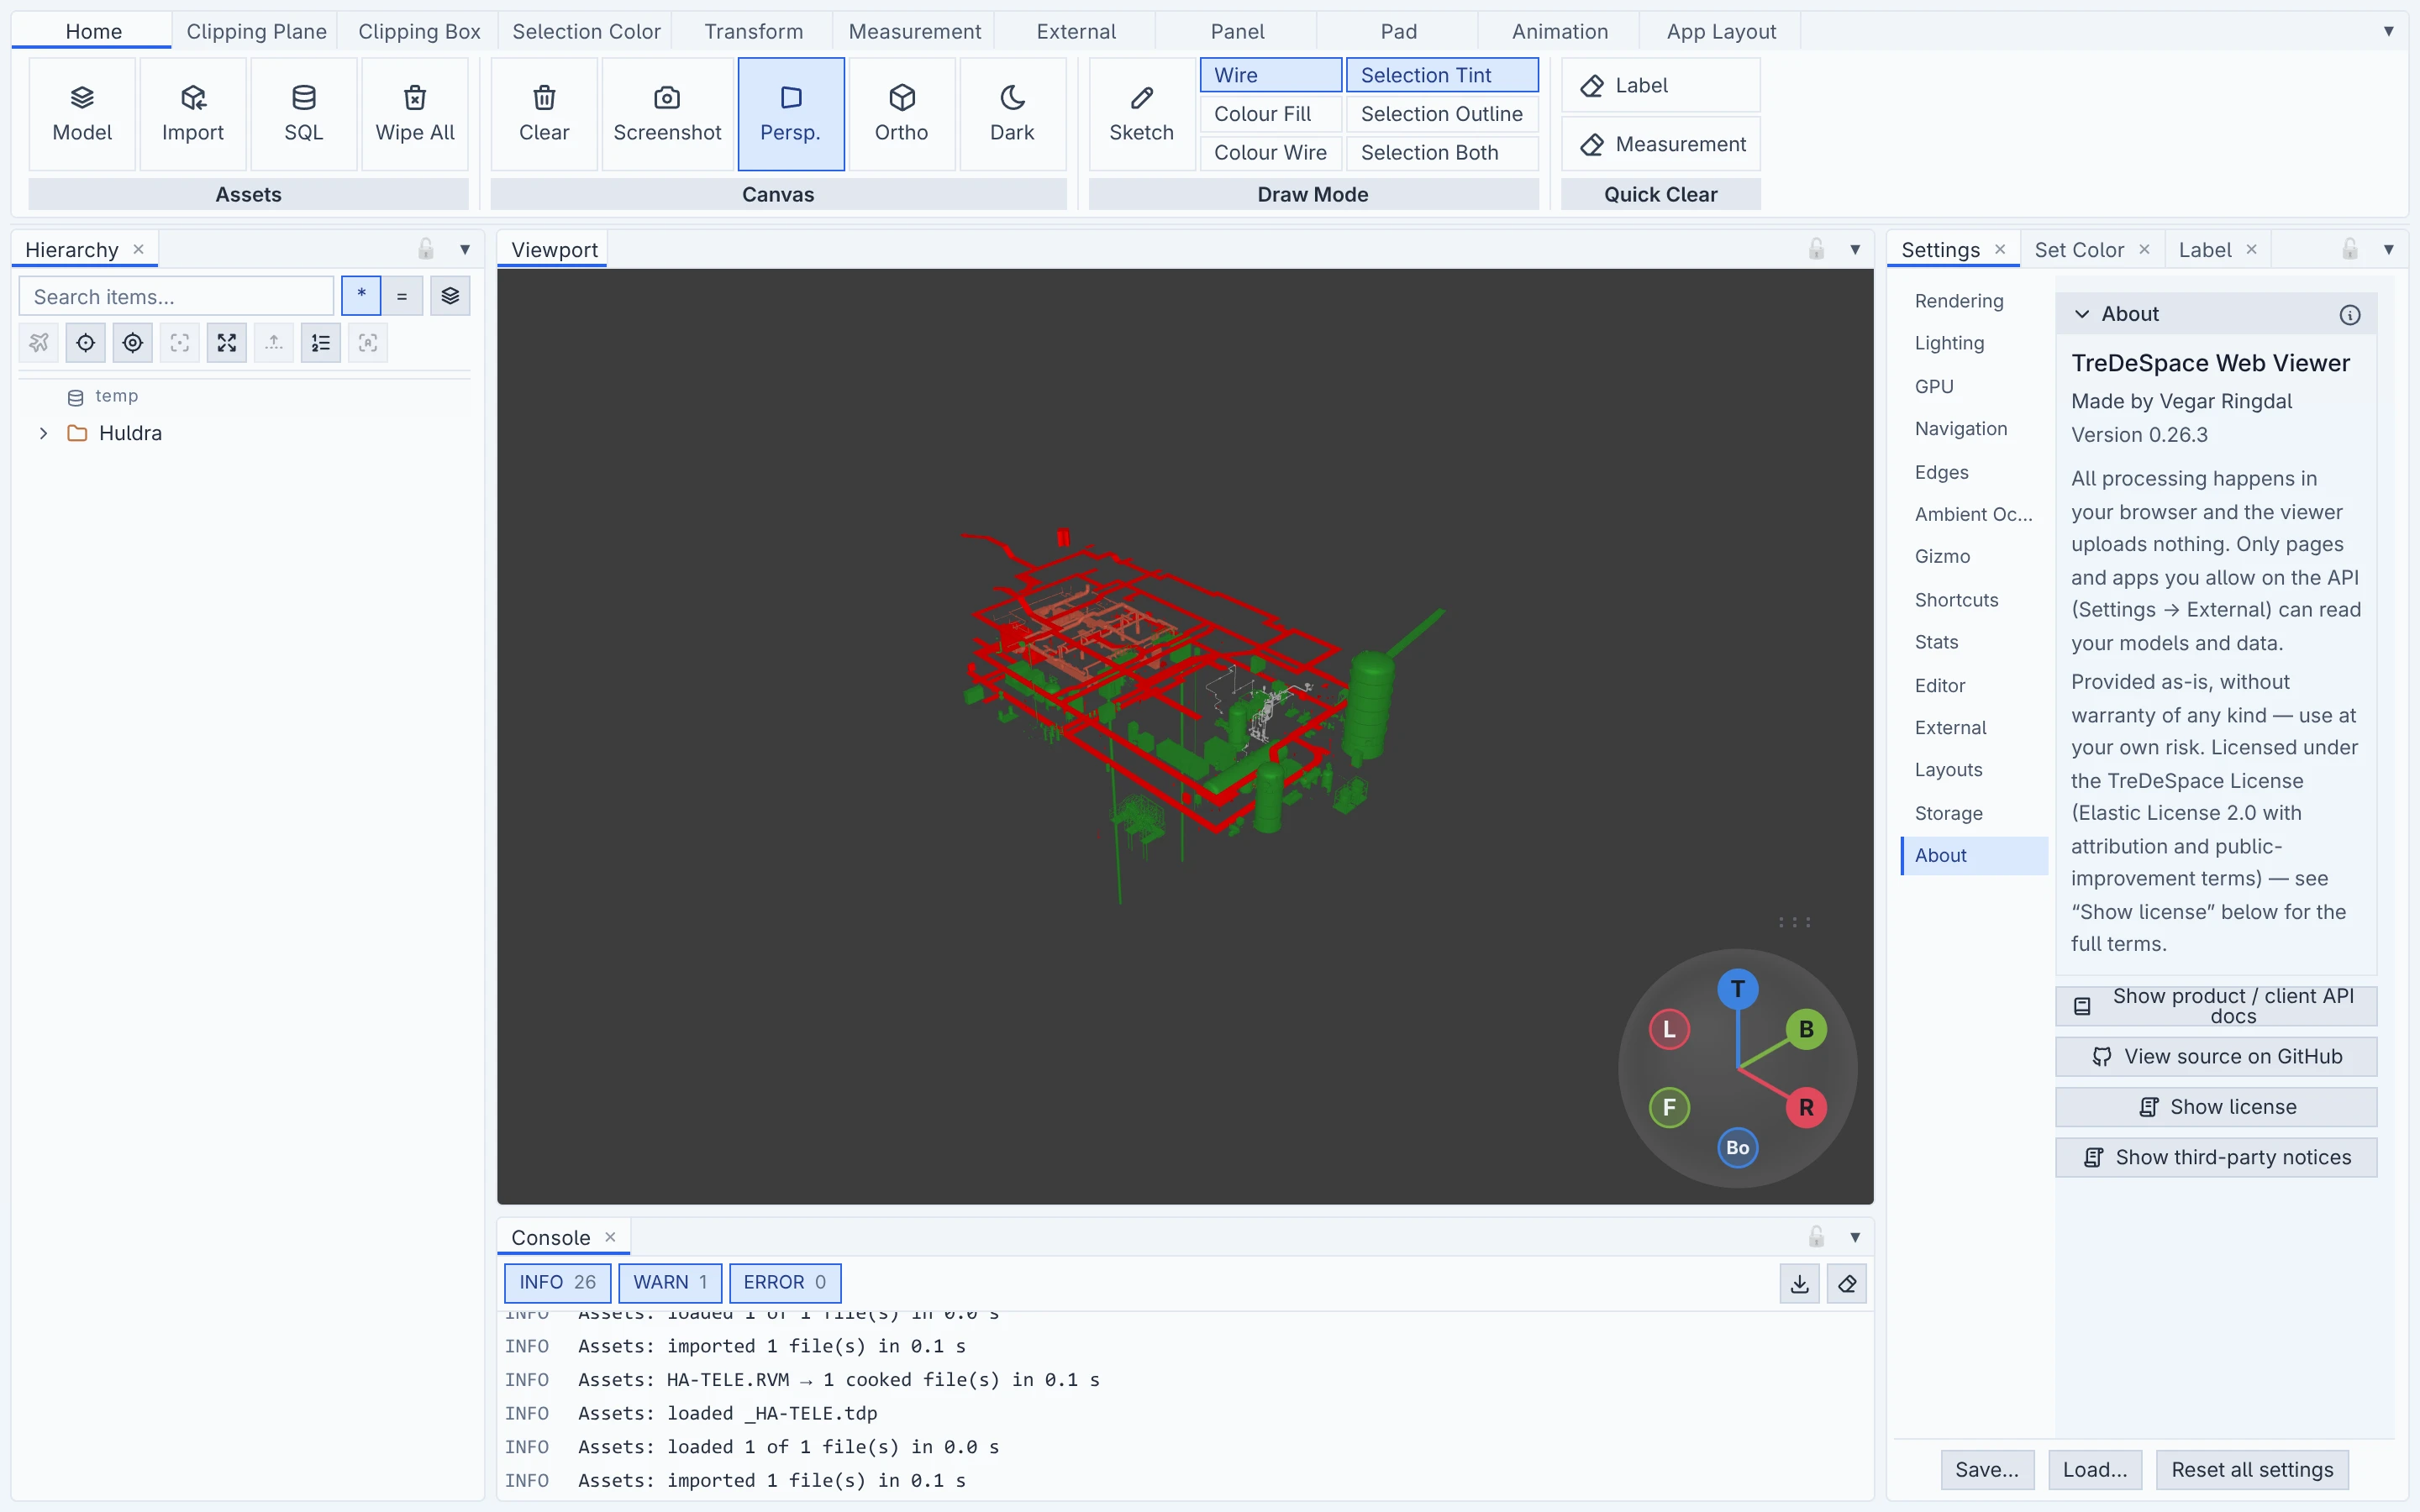 Home
Clipping Plane
Clipping Box
Selection Color
Transform
Measurement
External
Panel
Pad
Animation
App Layout
Model
Import
SQL
Wipe All
Assets
Clear
Screenshot
Persp.
Ortho
Dark
Canvas
Sketch
Wire
Selection Tint
Colour Fill
Selection Outline
Colour Wire
Selection Both
Draw Mode
Label
Measurement
Quick Clear
Hierarchy
Search items...
* =
temp
Huldra
Viewport
T
L
B
F
R
Bo
Console
INFO 26
WARN 1
ERROR 0
INFO Assets: loaded 1 of 1 file(s) in 0.0 s
INFO Assets: imported 1 file(s) in 0.1 s
INFO Assets: HA-TELE.RVM → 1 cooked file(s) in 0.1 s
INFO Assets: loaded _HA-TELE.tdp
INFO Assets: loaded 1 of 1 file(s) in 0.0 s
INFO Assets: imported 1 file(s) in 0.1 s
Settings
Set Color
Label
Rendering
Lighting
GPU
Navigation
Edges
Ambient Oc...
Gizmo
Shortcuts
Stats
Editor
External
Layouts
Storage
About
About
TreDeSpace Web Viewer
Made by Vegar Ringdal
Version 0.26.3
All processing happens in
your browser and the viewer
uploads nothing. Only pages
and apps you allow on the API
(Settings → External) can read
your models and data.
Provided as-is, without
warranty of any kind — use at
your own risk. Licensed under
the TreDeSpace License
(Elastic License 2.0 with
attribution and public-
improvement terms) — see
“Show license” below for the
full terms.
Show product / client API
docs
View source on GitHub
Show license
Show third-party notices
Save...
Load...
Reset all settings